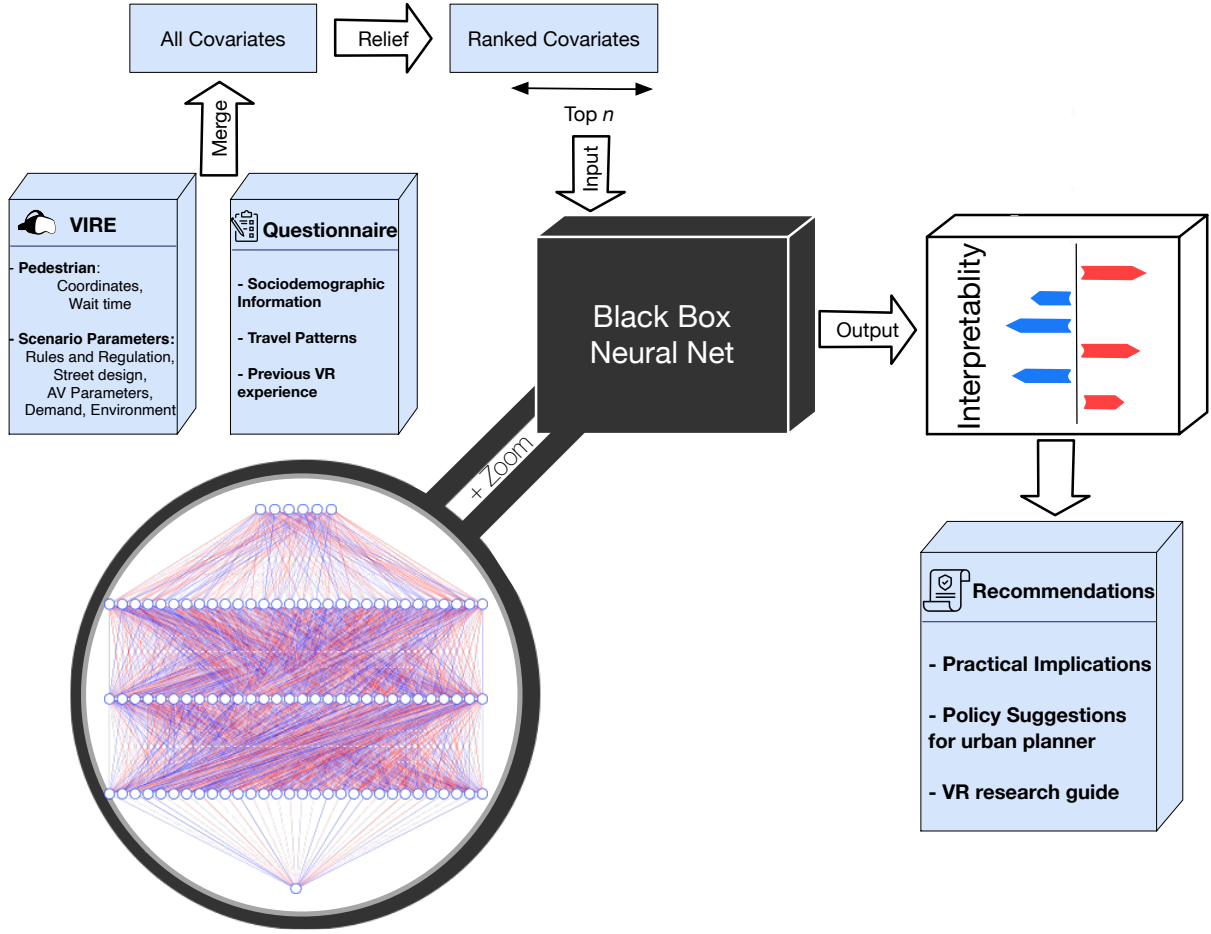 All Covariates
Relief
Ranked Covariates
Top n
Merge
Input
VIRE
- Pedestrian:
Coordinates,
Wait time
- Scenario Parameters:
Rules and Regulation,
Street design,
AV Parameters,
Demand, Environment
Questionnaire
- Sociodemographic
Information
- Travel Patterns
- Previous VR
experience
Black Box
Neural Net
Output
Interpretablity
+ Zoom
Recommendations
- Practical Implications
- Policy Suggestions
for urban planner
- VR research guide